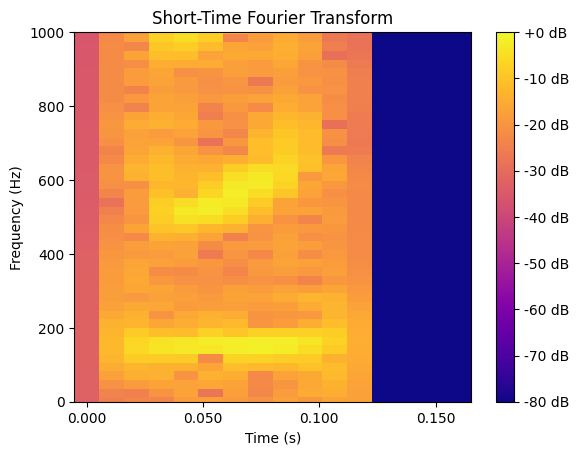 Short-Time Fourier Transform
1000
800
600
400
200
0
Frequency (Hz)
0.000
0.050
0.100
0.150
Time (s)
+0 dB
-10 dB
-20 dB
-30 dB
-40 dB
-50 dB
-60 dB
-70 dB
-80 dB